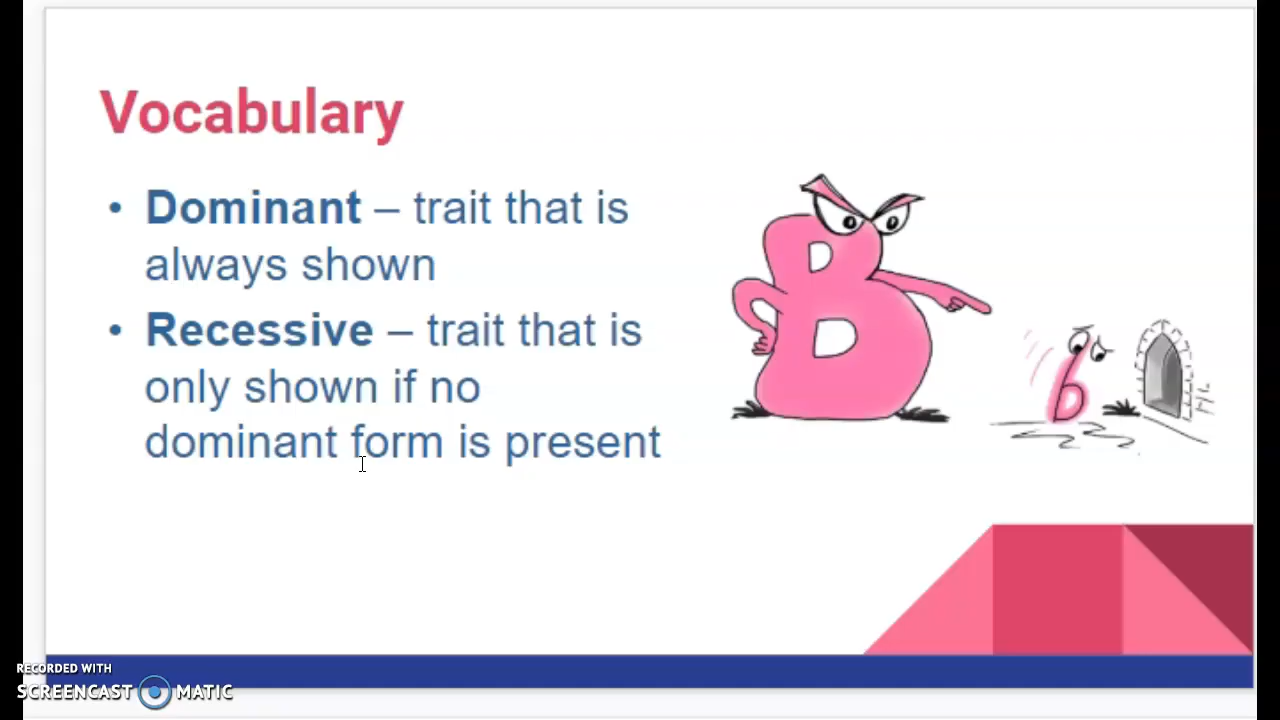 Vocabulary
• Dominant – trait that is
always shown
• Recessive – trait that is
only shown if no
dominant form is present
B
b
RECORDED WITH
SCREENCAST MATIC